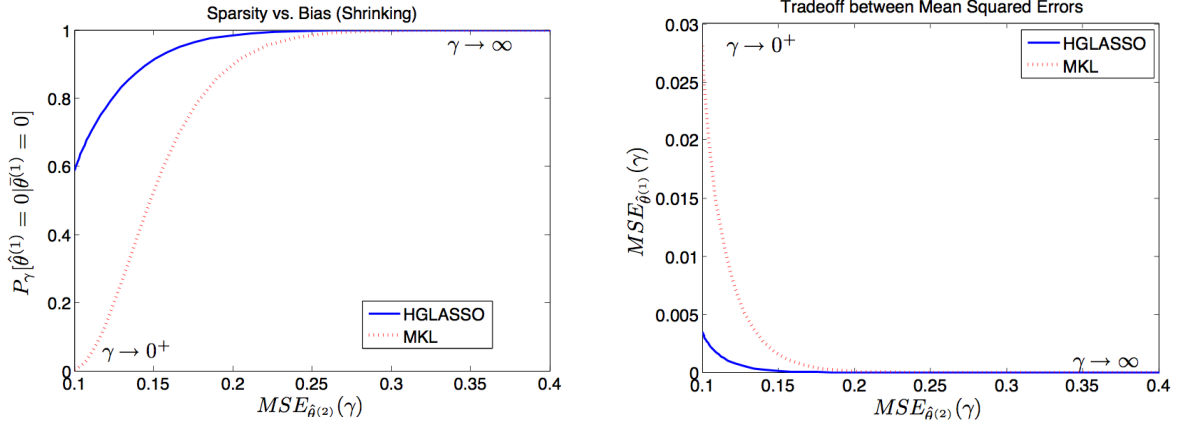 Sparsity vs. Bias (Shrinking)
1
0.8
0.6
0.4
0.2
0
0.1
0.15
0.2
0.25
0.3
0.35
0.4
P_γ[θ̂^(1) = 0|θ̄^(1) = 0]
MSE_θ̂^(2)(γ)
γ → ∞
γ → 0⁺
HGLASSO
MKL
Tradeoff between Mean Squared Errors
0.03
0.025
0.02
0.015
0.01
0.005
0
0.1
0.15
0.2
0.25
0.3
0.35
0.4
MSE_θ̂^(1)(γ)
MSE_θ̂^(2)(γ)
γ → 0⁺
γ → ∞
HGLASSO
MKL